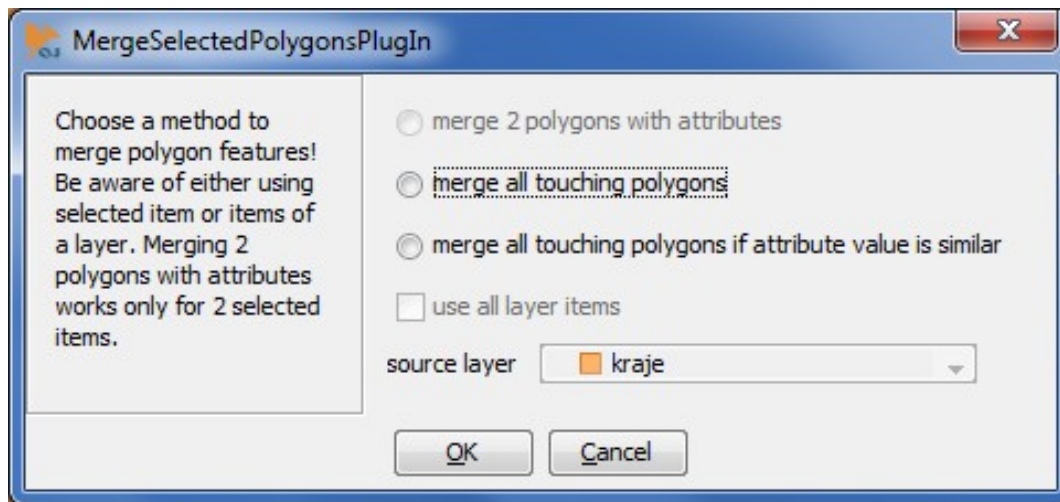 MergeSelectedPolygonsPlugIn
Choose a method to
merge polygon features!
Be aware of either using
selected item or items of
a layer. Merging 2
polygons with attributes
works only for 2 selected
items.
merge 2 polygons with attributes
merge all touching polygons
merge all touching polygons if attribute value is similar
use all layer items
source layer kraje
OK Cancel